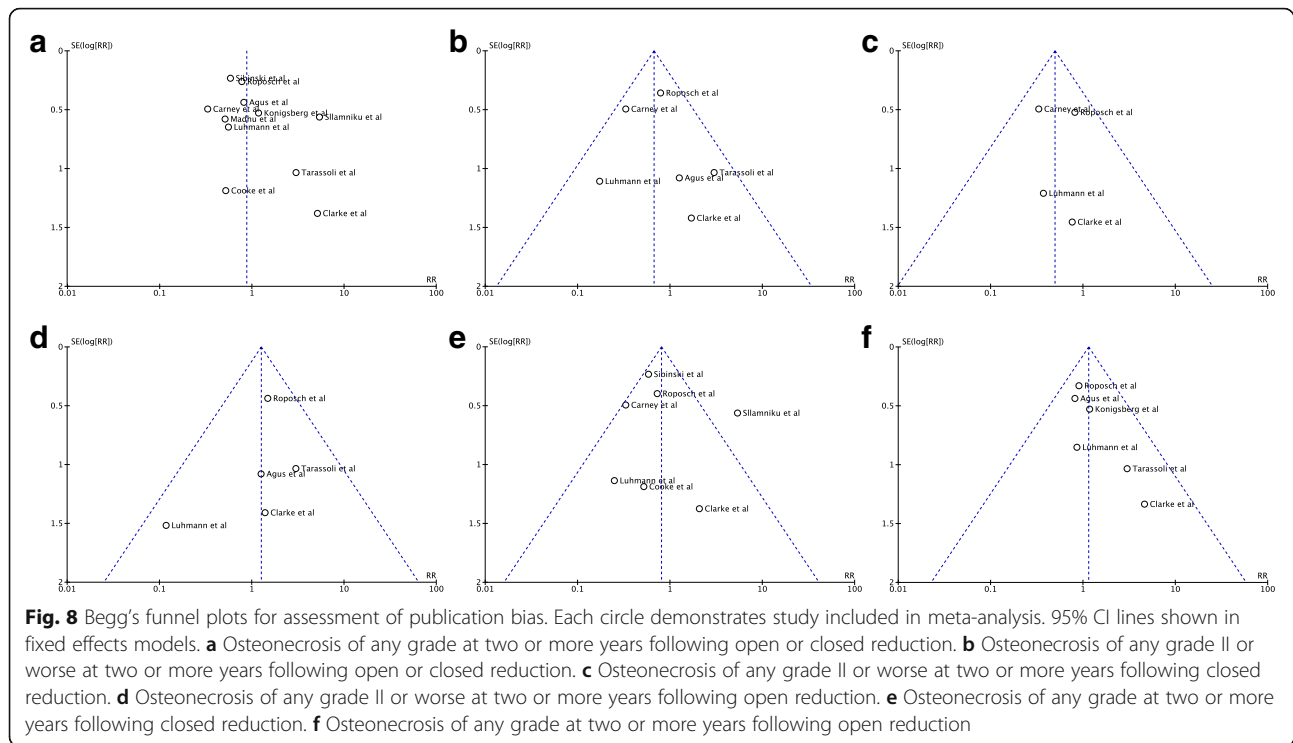 a
SE(log[RR])
0
Sibinski et al
Roposch et al
Agus et al
0.5
Carney et al
Konigsberg et al
Sllamniku et al
Madhu et al
Luhmann et al
1
Tarassoli et al
Cooke et al
Clarke et al
1.5
RR
2
0.01 0.1 1 10 100
b
SE(log[RR])
0
Roposch et al
0.5
Carney et al
1
Tarassoli et al
Luhmann et al
Agus et al
Clarke et al
1.5
RR
2
0.01 0.1 1 10 100
c
SE(log[RR])
0
0.5
Carney et al
Roposch et al
1
Luhmann et al
Clarke et al
1.5
RR
2
0.01 0.1 1 10 100
d
SE(log[RR])
0
Roposch et al
0.5
1
Tarassoli et al
Agus et al
Clarke et al
1.5
Luhmann et al
RR
2
0.01 0.1 1 10 100
e
SE(log[RR])
0
Sibinski et al
Roposch et al
0.5
Carney et al
Sllamniku et al
1
Luhmann et al
Cooke et al
Clarke et al
1.5
RR
2
0.01 0.1 1 10 100
f
SE(log[RR])
0
Roposch et al
Agus et al
0.5
Konigsberg et al
Luhmann et al
1
Tarassoli et al
Clarke et al
1.5
RR
2
0.01 0.1 1 10 100
Fig. 8 Begg's funnel plots for assessment of publication bias. Each circle demonstrates study included in meta-analysis. 95% CI lines shown in
fixed effects models. a Osteonecrosis of any grade at two or more years following open or closed reduction. b Osteonecrosis of any grade II or
worse at two or more years following open or closed reduction. c Osteonecrosis of any grade II or worse at two or more years following closed
reduction. d Osteonecrosis of any grade II or worse at two or more years following open reduction. e Osteonecrosis of any grade at two or more
years following closed reduction. f Osteonecrosis of any grade at two or more years following open reduction